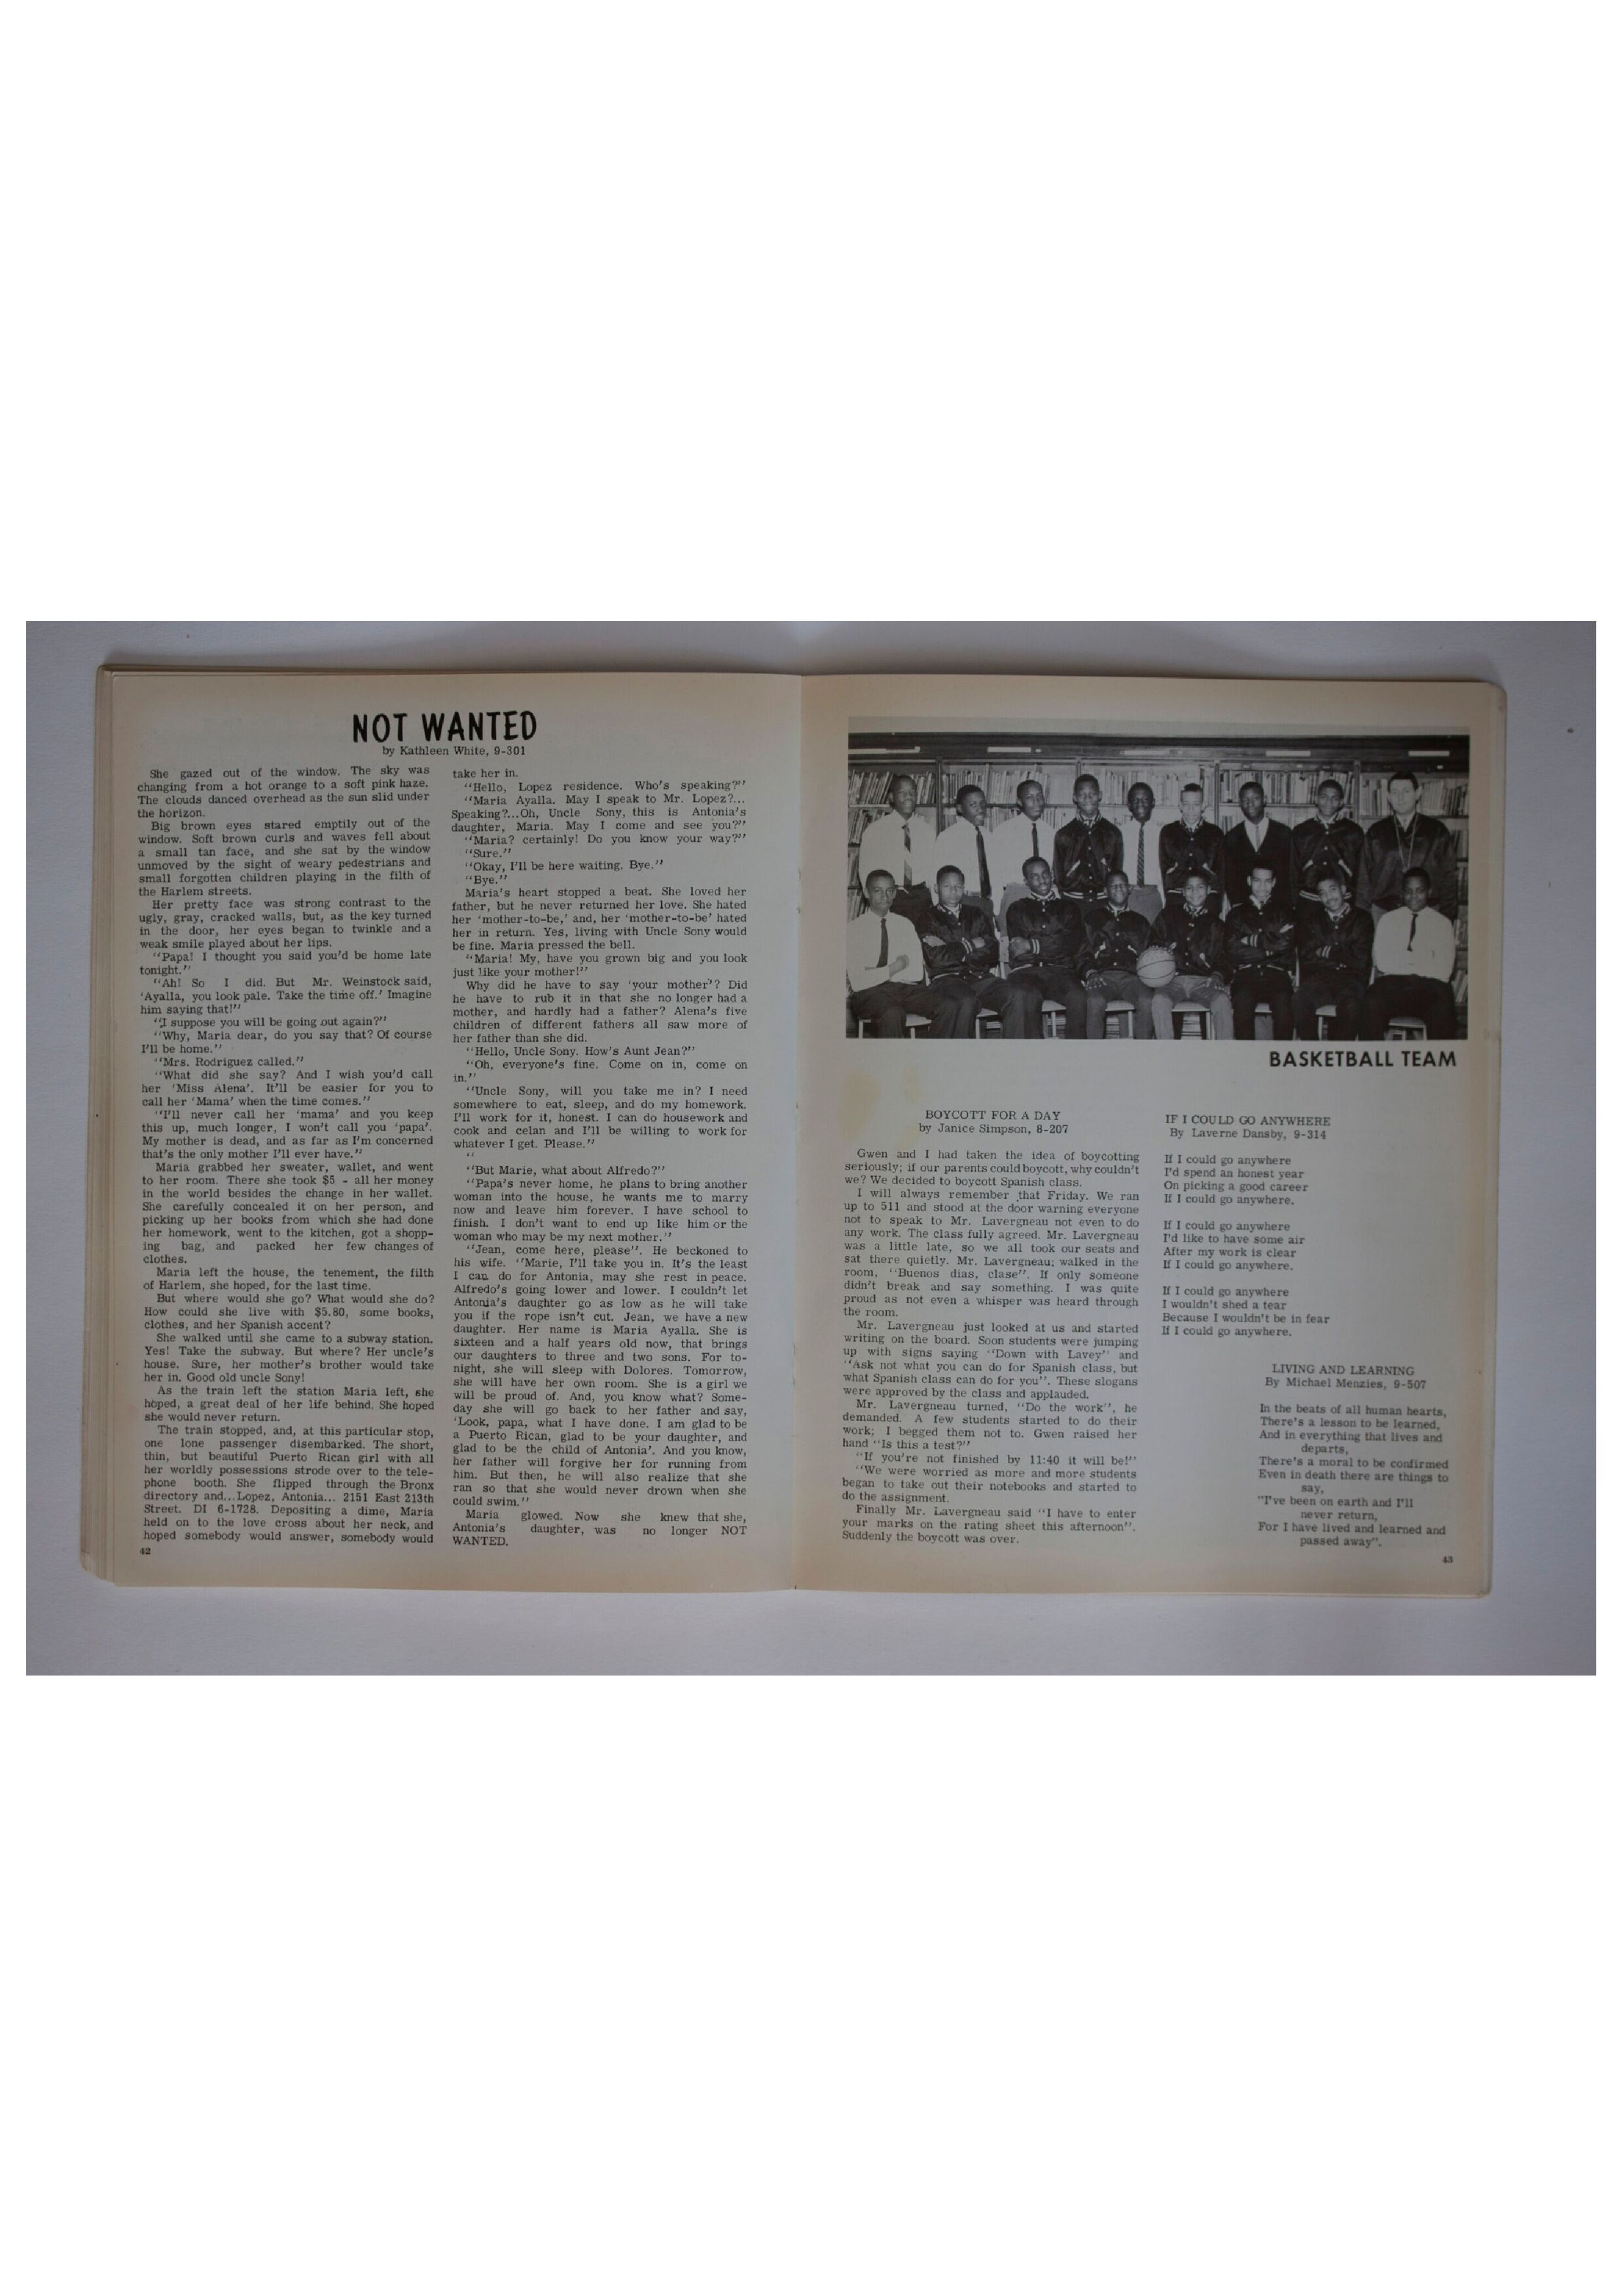 NOT WANTED
by Kathleen White, 9-301
She gazed out of the window. The sky was
changing from a hot orange to a soft pink haze.
The clouds danced overhead as the sun slid under
the horizon.
Big brown eyes stared emptily out of the
window. Soft brown curls and waves fell about
a small tan face, and she sat by the window
unmoved by the sight of weary pedestrians and
small forgotten children playing in the filth of
the Harlem streets.
Her pretty face was strong contrast to the
ugly, gray, cracked walls, but, as the key turned
in the door, her eyes began to twinkle and a
weak smile played about her lips.
"Papa! I thought you said you'd be home late
tonight."
"Ah! So I did. But Mr. Weinstock said,
'Ayalla, you look pale. Take the time off.' Imagine
him saying that!"
"I suppose you will be going out again?"
"Why, Maria dear, do you say that? Of course
I'll be home."
"Mrs. Rodriguez called."
"What did she say? And I wish you'd call
her 'Miss Alena'. It'll be easier for you to
call her 'Mama' when the time comes."
"I'll never call her 'mama' and you keep
this up, much longer, I won't call you 'papa'.
My mother is dead, and as far as I'm concerned
that's the only mother I'll ever have."
Maria grabbed her sweater, wallet, and went
to her room. There she took $5 - all her money
in the world besides the change in her wallet.
She carefully concealed it on her person, and
picking up her books from which she had done
her homework, went to the kitchen, got a shopp-
ing bag, and packed her few changes of
clothes.
Maria left the house, the tenement, the filth
of Harlem, she hoped, for the last time.
But where would she go? What would she do?
How could she live with $5.80, some books,
clothes, and her Spanish accent?
She walked until she came to a subway station.
Yes! Take the subway. But where? Her uncle's
house. Sure, her mother's brother would take
her in. Good old uncle Sony!
As the train left the station Maria left, she
hoped, a great deal of her life behind. She hoped
she would never return.
The train stopped, and, at this particular stop,
one lone passenger disembarked. The short,
thin, but beautiful Puerto Rican girl with all
her worldly possessions strode over to the tele-
phone booth. She flipped through the Bronx
directory and...Lopez, Antonia... 2151 East 213th
Street. DI 6-1728. Depositing a dime, Maria
held on to the love cross about her neck, and
hoped somebody would answer, somebody would
42
take her in.
"Hello, Lopez residence. Who's speaking?"
"Maria Ayalla. May I speak to Mr. Lopez?...
Speaking?...Oh, Uncle Sony, this is Antonia's
daughter, Maria. May I come and see you?"
"Maria? certainly! Do you know your way?"
"Sure."
"Okay, I'll be here waiting. Bye."
"Bye."
Maria's heart stopped a beat. She loved her
father, but he never returned her love. She hated
her 'mother-to-be,' and, her 'mother-to-be' hated
her in return. Yes, living with Uncle Sony would
be fine. Maria pressed the bell.
"Maria! My, have you grown big and you look
just like your mother!"
Why did he have to say 'your mother'? Did
he have to rub it in that she no longer had a
mother, and hardly had a father? Alena's five
children of different fathers all saw more of
her father than she did.
"Hello, Uncle Sony. How's Aunt Jean?"
"Oh, everyone's fine. Come on in, come on
in."
"Uncle Sony, will you take me in? I need
somewhere to eat, sleep, and do my homework.
I'll work for it, honest. I can do housework and
cook and celan and I'll be willing to work for
whatever I get. Please."
"
"But Marie, what about Alfredo?"
"Papa's never home, he plans to bring another
woman into the house, he wants me to marry
now and leave him forever. I have school to
finish. I don't want to end up like him or the
woman who may be my next mother."
"Jean, come here, please". He beckoned to
his wife. "Marie, I'll take you in. It's the least
I can do for Antonia, may she rest in peace.
Alfredo's going lower and lower. I couldn't let
Antonia's daughter go as low as he will take
you if the rope isn't cut. Jean, we have a new
daughter. Her name is Maria Ayalla. She is
sixteen and a half years old now, that brings
our daughters to three and two sons. For to-
night, she will sleep with Dolores. Tomorrow,
she will have her own room. She is a girl we
will be proud of. And, you know what? Some-
day she will go back to her father and say,
'Look, papa, what I have done. I am glad to be
a Puerto Rican, glad to be your daughter, and
glad to be the child of Antonia'. And you know,
her father will forgive her for running from
him. But then, he will also realize that she
ran so that she would never drown when she
could swim."
Maria glowed. Now she knew that she,
Antonia's daughter, was no longer NOT
WANTED.
BASKETBALL TEAM
BOYCOTT FOR A DAY
by Janice Simpson, 8-207
Gwen and I had taken the idea of boycotting
seriously; if our parents could boycott, why couldn't
we? We decided to boycott Spanish class.
I will always remember that Friday. We ran
up to 511 and stood at the door warning everyone
not to speak to Mr. Lavergneau not even to do
any work. The class fully agreed. Mr. Lavergneau
was a little late, so we all took our seats and
sat there quietly. Mr. Lavergneau; walked in the
room, "Buenos dias, clase". If only someone
didn't break and say something. I was quite
proud as not even a whisper was heard through
the room.
Mr. Lavergneau just looked at us and started
writing on the board. Soon students were jumping
up with signs saying "Down with Lavey" and
"Ask not what you can do for Spanish class, but
what Spanish class can do for you". These slogans
were approved by the class and applauded.
Mr. Lavergneau turned, "Do the work", he
demanded. A few students started to do their
work; I begged them not to. Gwen raised her
hand "Is this a test?"
"If you're not finished by 11:40 it will be!"
"We were worried as more and more students
began to take out their notebooks and started to
do the assignment.
Finally Mr. Lavergneau said "I have to enter
your marks on the rating sheet this afternoon".
Suddenly the boycott was over.
IF I COULD GO ANYWHERE
By Laverne Dansby, 9-314
If I could go anywhere
I'd spend an honest year
On picking a good career
If I could go anywhere.
If I could go anywhere
I'd like to have some air
After my work is clear
If I could go anywhere.
If I could go anywhere
I wouldn't shed a tear
Because I wouldn't be in fear
If I could go anywhere.
LIVING AND LEARNING
By Michael Menzies, 9-507
In the beats of all human hearts,
There's a lesson to be learned,
And in everything that lives and
departs,
There's a moral to be confirmed
Even in death there are things to
say,
"I've been on earth and I'll
never return,
For I have lived and learned and
passed away".
43